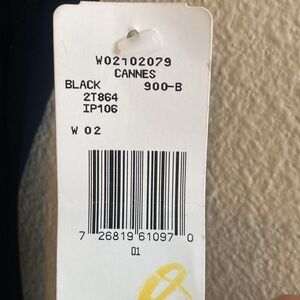 W02102079
CANNES
BLACK 900-B
2T864
IP106
W 02
7 26819 61097 0
01